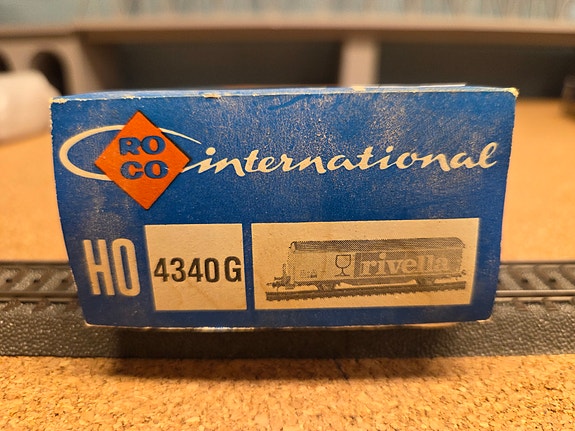 RO
CO
international
HO
4340G
rivella